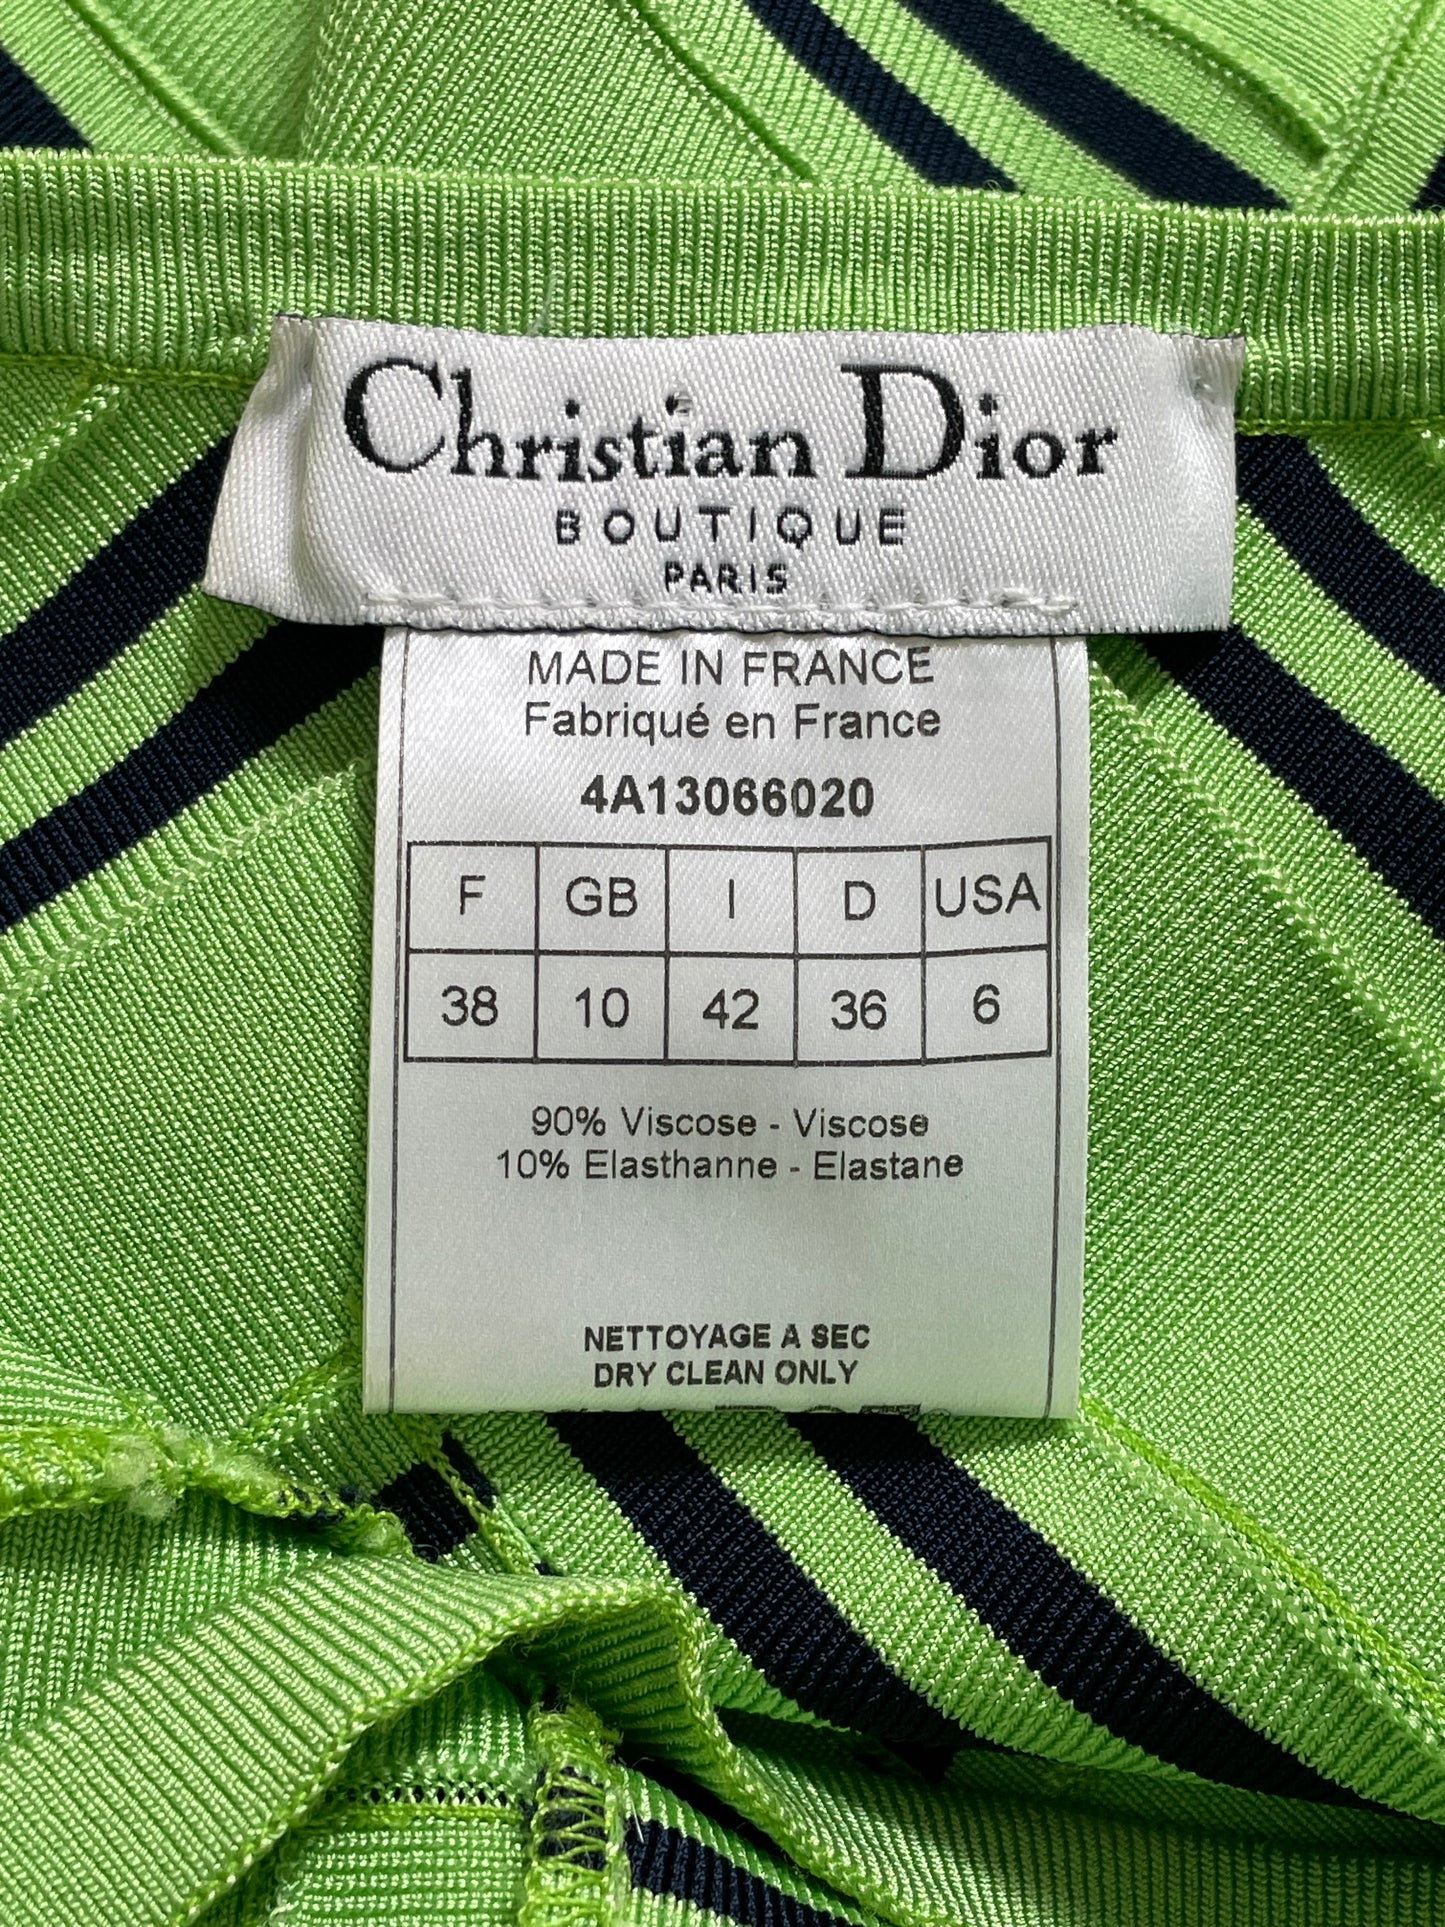 Christian Dior
BOUTIQUE
PARIS
MADE IN FRANCE
Fabriqué en France
4A13066020
F GB I D USA
38 10 42 36 6
90% Viscose - Viscose
10% Elasthanne - Elastane
NETTOYAGE A SEC
DRY CLEAN ONLY